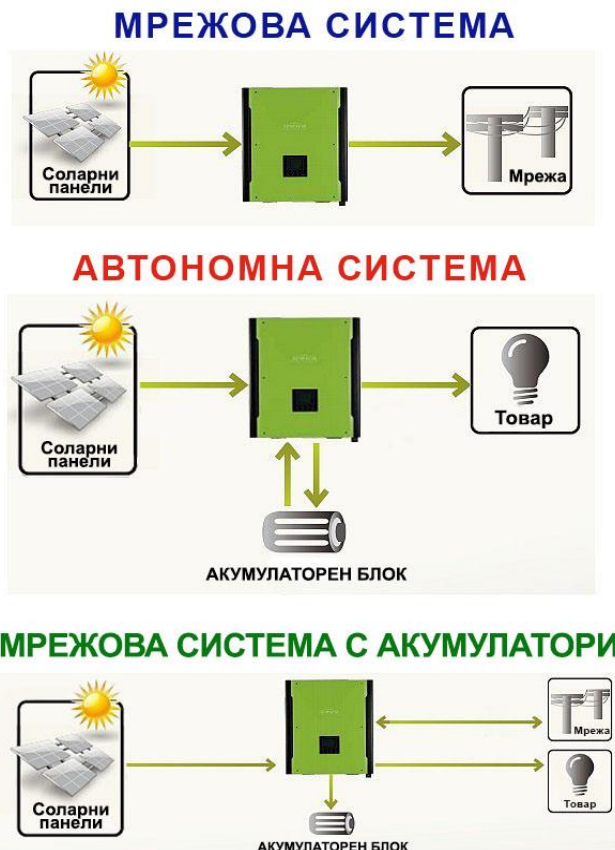 МРЕЖОВА СИСТЕМА
Соларни
панели
Мрежа
АВТОНОМНА СИСТЕМА
Соларни
панели
Товар
АКУМУЛАТОРЕН БЛОК
МРЕЖОВА СИСТЕМА С АКУМУЛАТОРИ
Мрежа
Соларни
панели
Товар
АКУМУЛАТОРЕН БЛОК